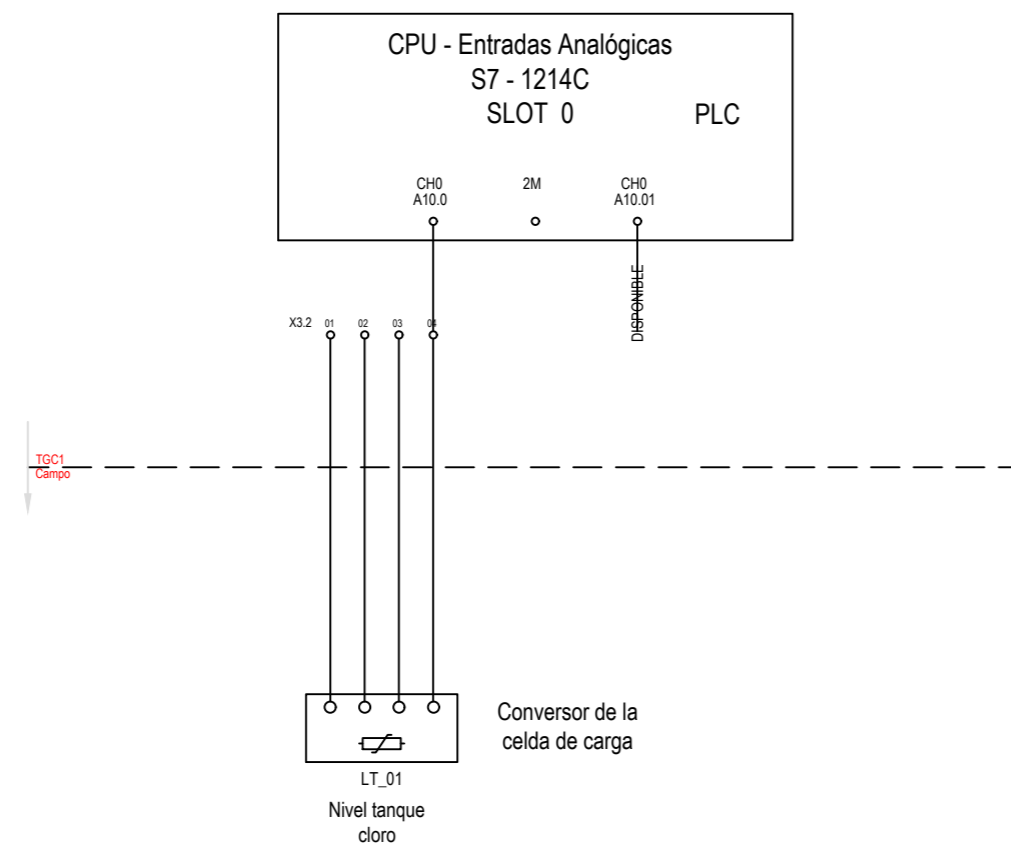 CPU - Entradas Analógicas
S7 - 1214C
SLOT 0
PLC
CH0
A10.0
2M
CH0
A10.01
DISPONIBLE
X3.2
01
02
03
04
TGC1
Campo
Conversor de la
celda de carga
LT_01
Nivel tanque
cloro